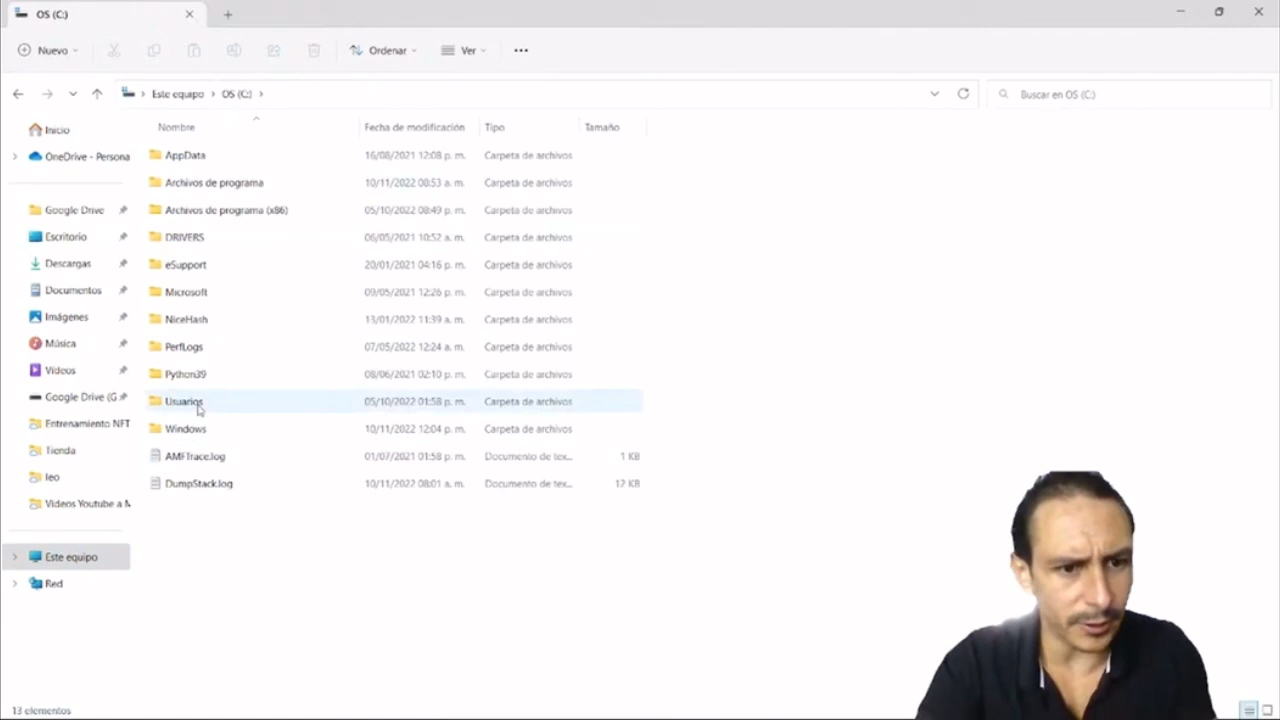 OS (C:)
Nuevo Ordenar Ver
Este equipo OS (C:) Buscar en OS (C:)
Nombre Fecha de modificación Tipo Tamaño
Inicio
OneDrive - Persona
Google Drive
Escritorio
Descargas
Documentos
Imágenes
Música
Vídeos
Google Drive (G
Entrenamiento NFT
Tienda
leo
Videos Youtube a M
Este equipo
Red
AppData 16/08/2021 12:08 p. m. Carpeta de archivos
Archivos de programa 10/11/2022 08:53 a. m. Carpeta de archivos
Archivos de programa (x86) 05/10/2022 08:49 p. m. Carpeta de archivos
DRIVERS 06/05/2021 10:52 a. m. Carpeta de archivos
eSupport 20/01/2021 04:16 p. m. Carpeta de archivos
Microsoft 09/05/2021 12:26 p. m. Carpeta de archivos
NiceHash 13/01/2022 11:39 a. m. Carpeta de archivos
PerfLogs 07/05/2022 12:24 a. m. Carpeta de archivos
Python39 08/06/2021 02:10 p. m. Carpeta de archivos
Usuarios 05/10/2022 01:58 p. m. Carpeta de archivos
Windows 10/11/2022 12:04 p. m. Carpeta de archivos
AMFTrace.log 01/07/2021 01:58 p. m. Documento de tex... 1 KB
DumpStack.log 10/11/2022 08:01 a. m. Documento de tex... 12 KB
13 elementos